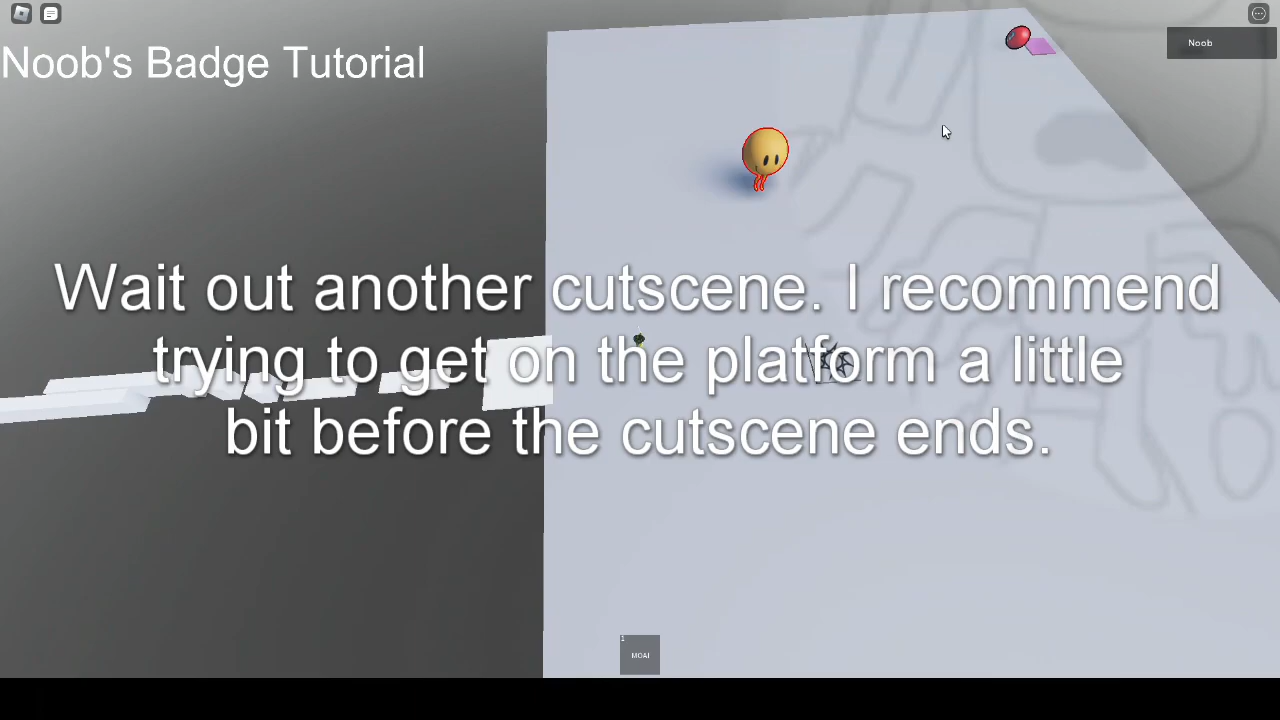 Noob's Badge Tutorial
Noob
Wait out another cutscene. I recommend
trying to get on the platform a little
bit before the cutscene ends.
1
MOAI